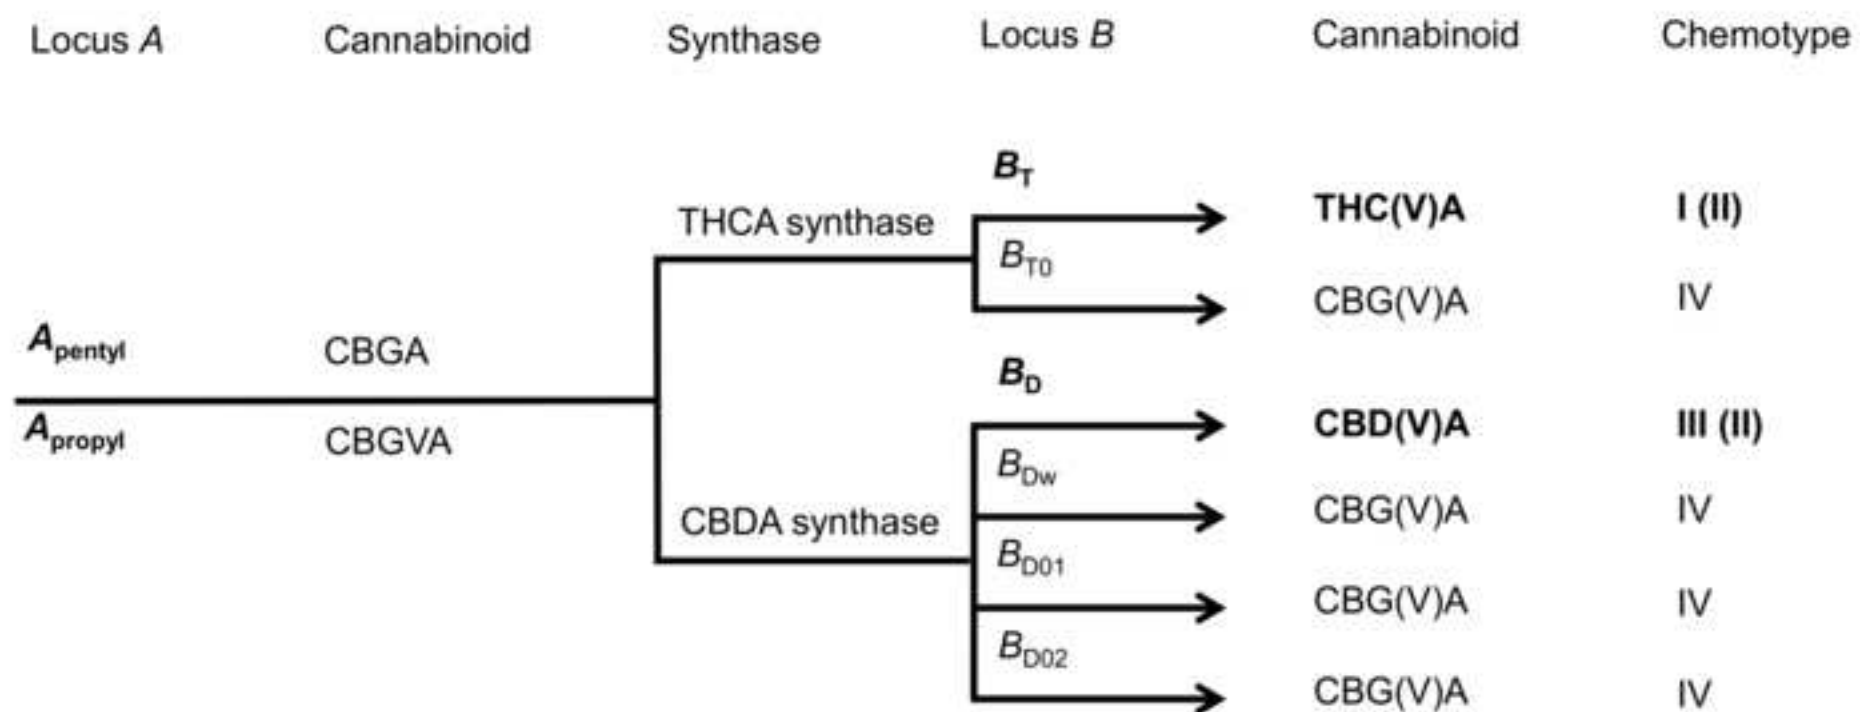 Locus A Cannabinoid Synthase Locus B Cannabinoid Chemotype
BT
THCA synthase THC(V)A I (II)
BT0
CBG(V)A IV
Apentyl CBGA
BD
Apropyl CBGVA CBD(V)A III (II)
BDw
CBDA synthase CBG(V)A IV
BD01
CBG(V)A IV
BD02
CBG(V)A IV